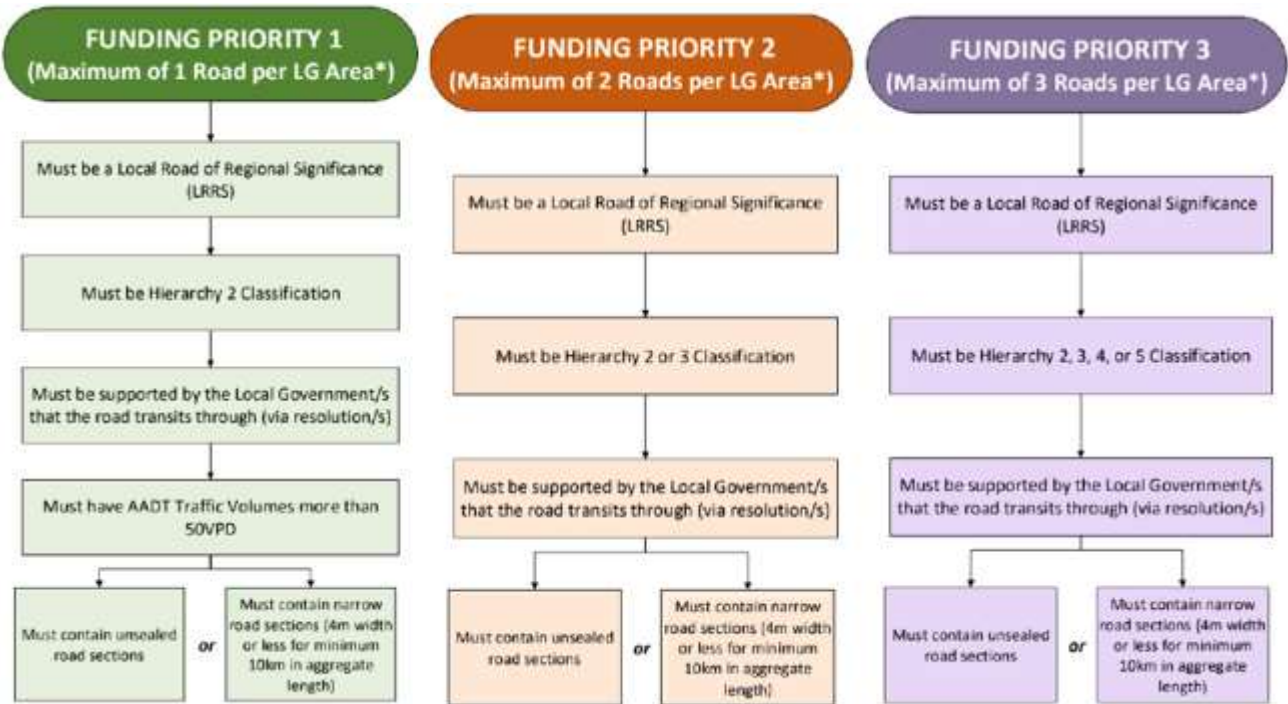 FUNDING PRIORITY 1
(Maximum of 1 Road per LG Area*)
Must be a Local Road of Regional Significance
(LRRS)
Must be Hierarchy 2 Classification
Must be supported by the Local Government/s
that the road transits through (via resolution/s)
Must have AADT Traffic Volumes more than
50VPD
Must contain unsealed
road sections
or
Must contain narrow
road sections (4m width
or less for minimum
10km in aggregate
length)
FUNDING PRIORITY 2
(Maximum of 2 Roads per LG Area*)
Must be a Local Road of Regional Significance
(LRRS)
Must be Hierarchy 2 or 3 Classification
Must be supported by the Local Government/s
that the road transits through (via resolution/s)
Must contain unsealed
road sections
or
Must contain narrow
road sections (4m width
or less for minimum
10km in aggregate
length)
FUNDING PRIORITY 3
(Maximum of 3 Roads per LG Area*)
Must be a Local Road of Regional Significance
(LRRS)
Must be Hierarchy 2, 3, 4, or 5 Classification
Must be supported by the Local Government/s
that the road transits through (via resolution/s)
Must contain unsealed
road sections
or
Must contain narrow
road sections (4m width
or less for minimum
10km in aggregate
length)